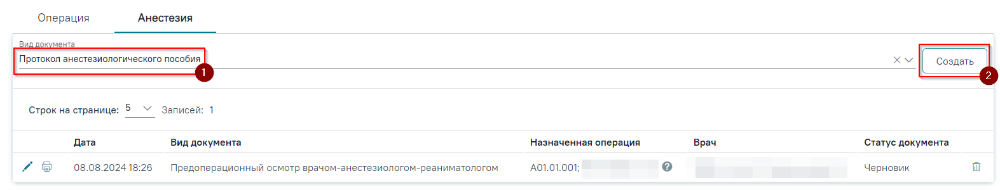 Операция Анестезия
Вид документа
Протокол анестезиологического пособия
1
Создать
2
Строк на странице: 5 Записей: 1
Дата Вид документа Назначенная операция Врач Статус документа
08.08.2024 18:26 Предоперационный осмотр врачом-анестезиологом-реаниматологом A01.01.001; ? Черновик